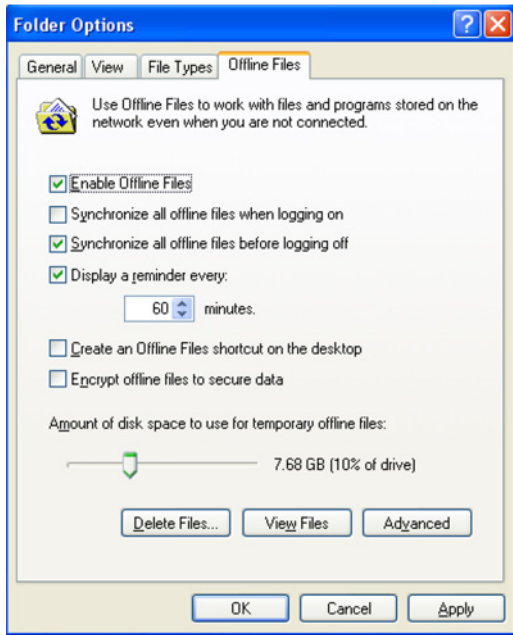 Folder Options
General View File Types Offline Files
Use Offline Files to work with files and programs stored on the
network even when you are not connected.
Enable Offline Files
Synchronize all offline files when logging on
Synchronize all offline files before logging off
Display a reminder every:
60 minutes.
Create an Offline Files shortcut on the desktop
Encrypt offline files to secure data
Amount of disk space to use for temporary offline files:
7.68 GB (10% of drive)
Delete Files... View Files Advanced
OK Cancel Apply